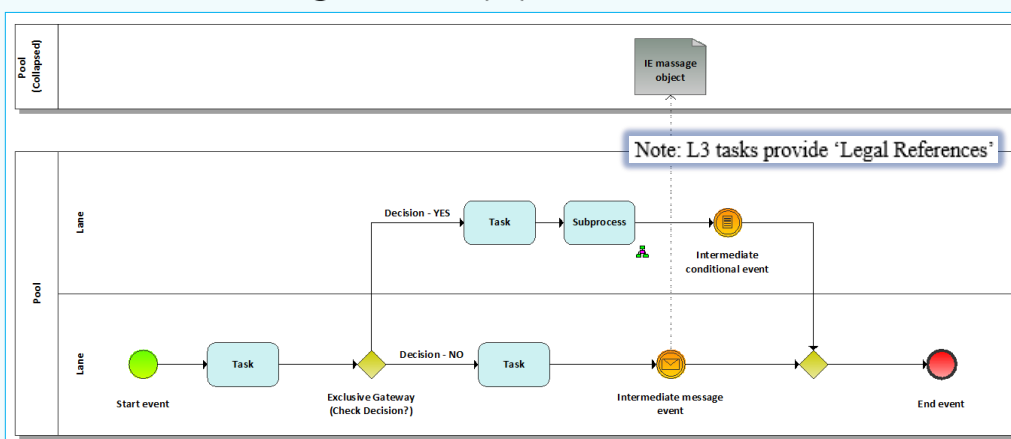 Pool
(Collapsed)
IE massage
object
Note: L3 tasks provide ‘Legal References’
Pool
Lane
Decision - YES
Task
Subprocess
Intermediate
conditional event
Lane
Start event
Task
Exclusive Gateway
(Check Decision?)
Decision - NO
Task
Intermediate message
event
End event